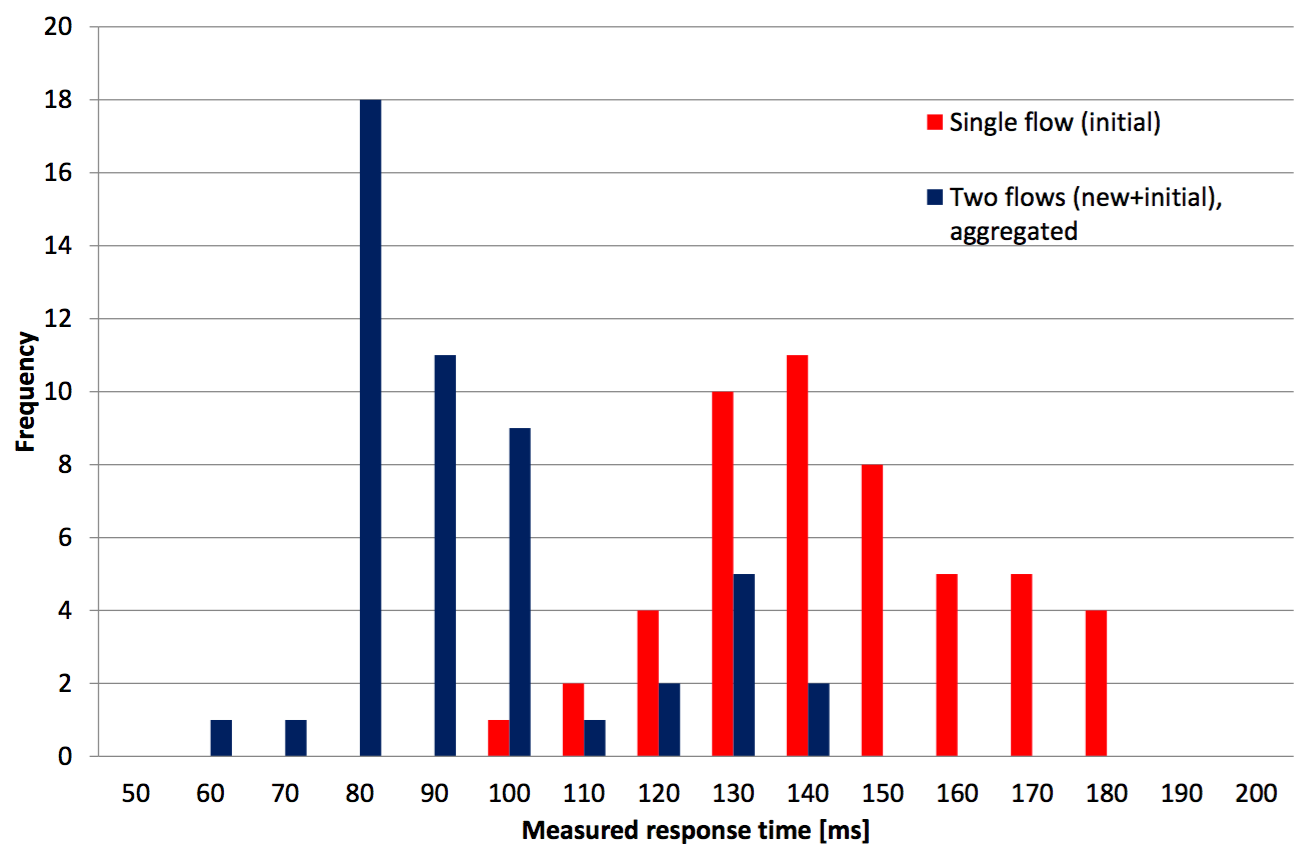 20
18
16
14
12
10
8
6
4
2
0
Frequency
Single flow (initial)
Two flows (new+initial),
aggregated
50 60 70 80 90 100 110 120 130 140 150 160 170 180 190 200
Measured response time [ms]